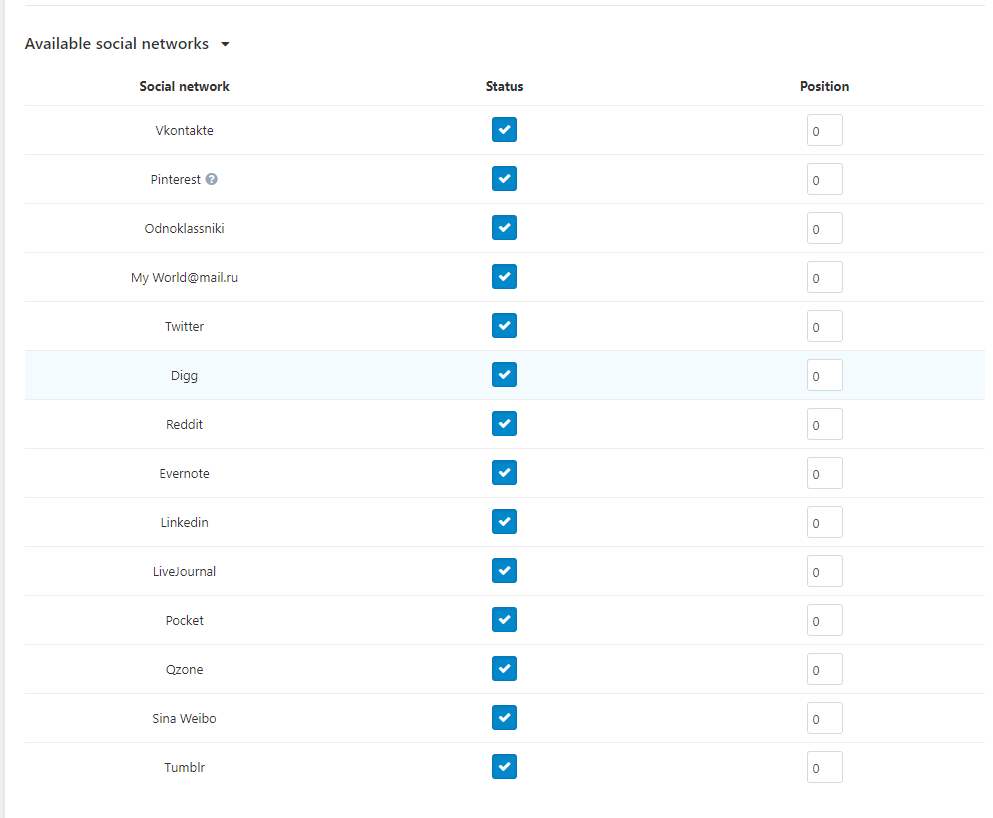 Available social networks
Social network Status Position
Vkontakte 0
Pinterest ? 0
Odnoklassniki 0
My World@mail.ru 0
Twitter 0
Digg 0
Reddit 0
Evernote 0
Linkedin 0
LiveJournal 0
Pocket 0
Qzone 0
Sina Weibo 0
Tumblr 0